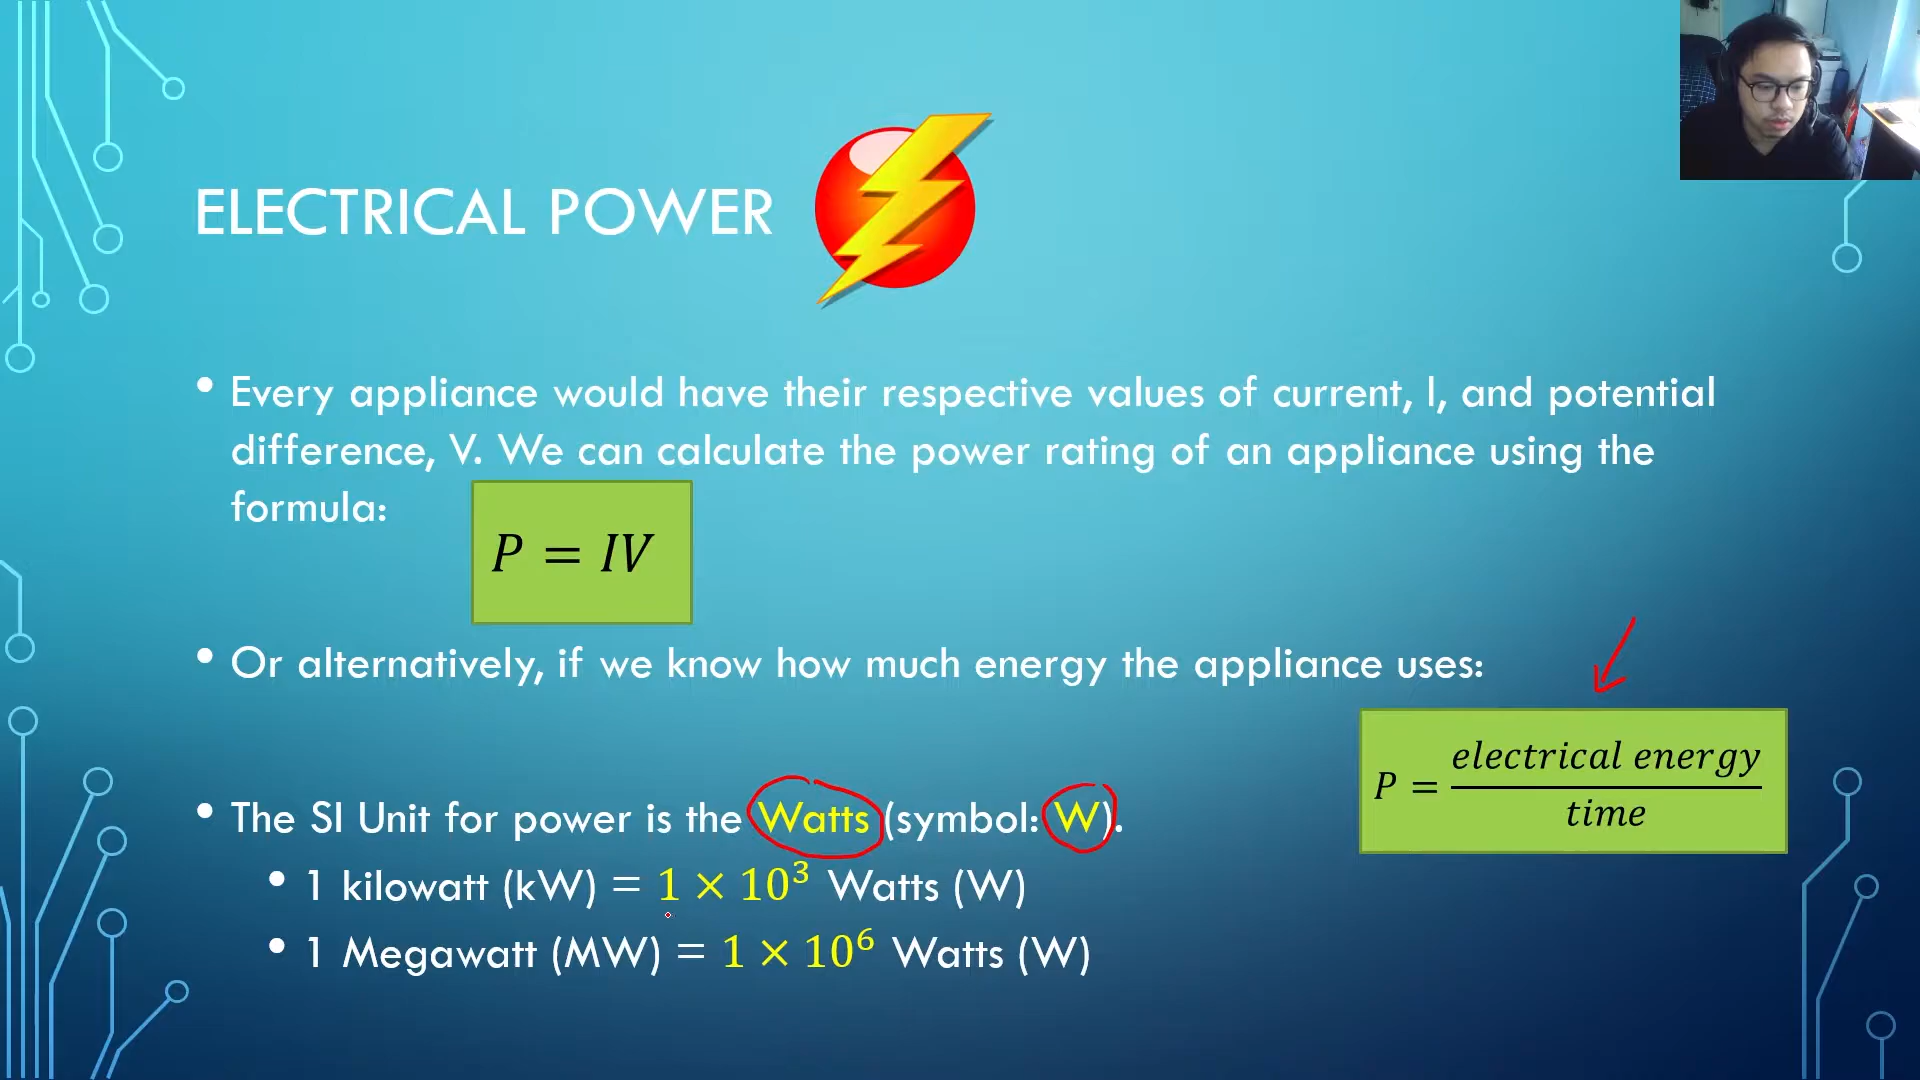 ELECTRICAL POWER
• Every appliance would have their respective values of current, I, and potential
difference, V. We can calculate the power rating of an appliance using the
formula:
P = IV
• Or alternatively, if we know how much energy the appliance uses:
P = electrical energy / time
• The SI Unit for power is the Watts (symbol: W).
• 1 kilowatt (kW) = 1 × 10³ Watts (W)
• 1 Megawatt (MW) = 1 × 10⁶ Watts (W)